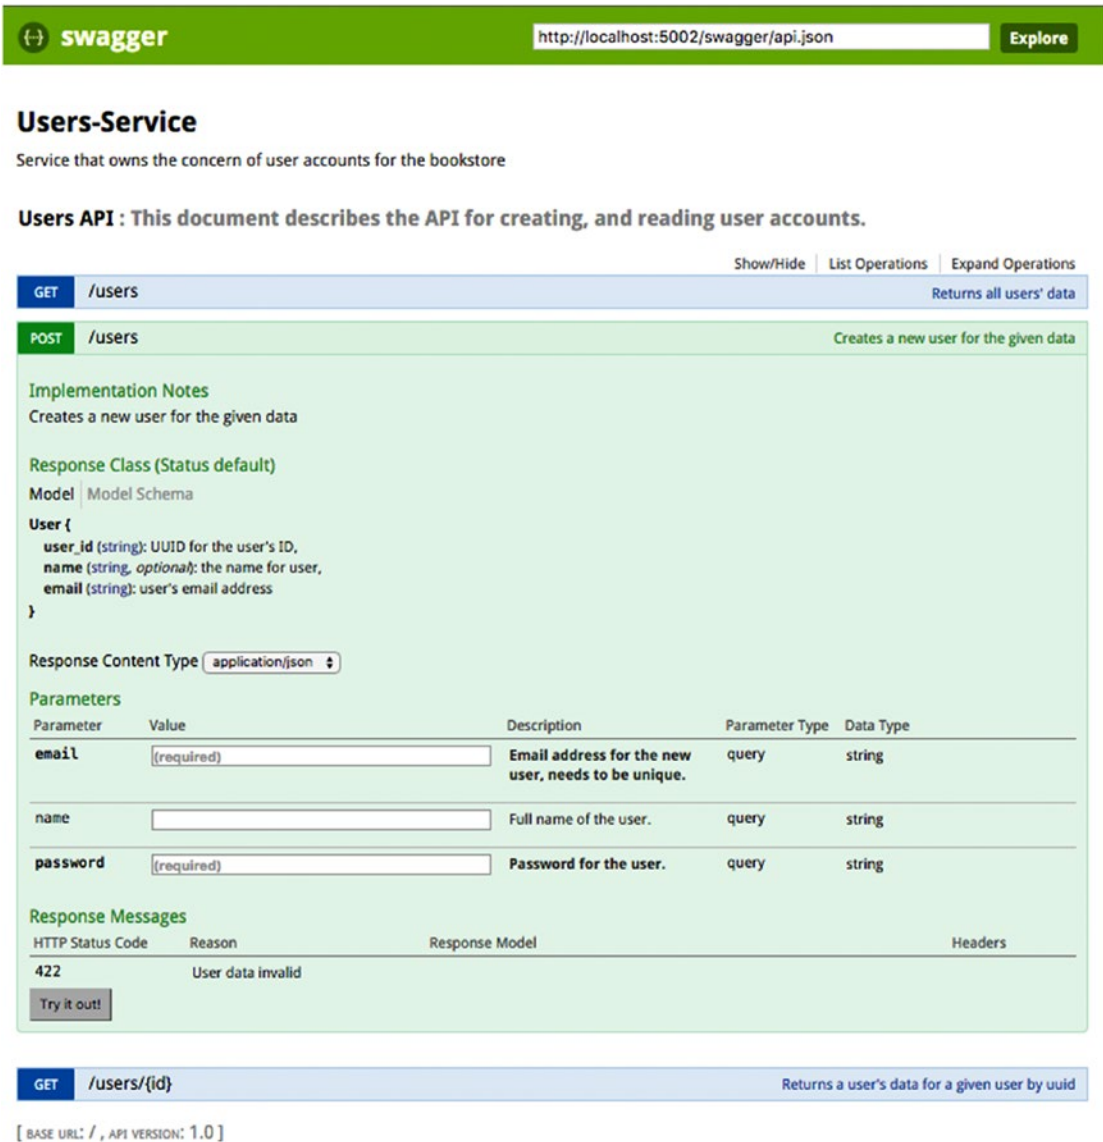 {··} swagger http://localhost:5002/swagger/api.json Explore
Users-Service
Service that owns the concern of user accounts for the bookstore
Users API : This document describes the API for creating, and reading user accounts.
Show/Hide List Operations Expand Operations
GET /users Returns all users' data
POST /users Creates a new user for the given data
Implementation Notes
Creates a new user for the given data
Response Class (Status default)
Model Model Schema
User {
user_id (string): UUID for the user's ID,
name (string, optional): the name for user,
email (string): user's email address
}
Response Content Type application/json
Parameters
Parameter Value Description Parameter Type Data Type
email (required) Email address for the new query string
user, needs to be unique.
name Full name of the user. query string
password (required) Password for the user. query string
Response Messages
HTTP Status Code Reason Response Model Headers
422 User data invalid
Try it out!
GET /users/{id} Returns a user's data for a given user by uuid
[ BASE URL: / , API VERSION: 1.0 ]